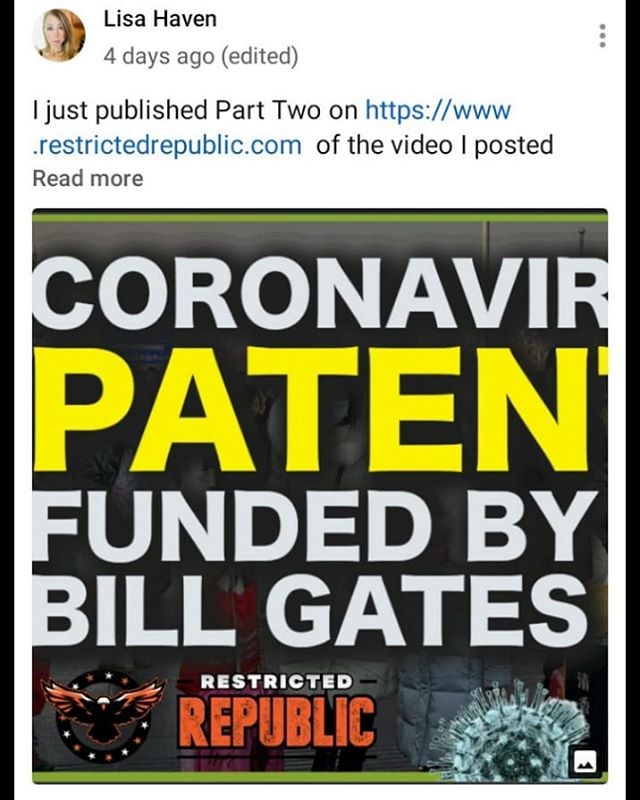 Lisa Haven
4 days ago (edited)
I just published Part Two on https://www
.restrictedrepublic.com of the video I posted
Read more
CORONAVIR
PATEN
FUNDED BY
BILL GATES
RESTRICTED
REPUBLIC